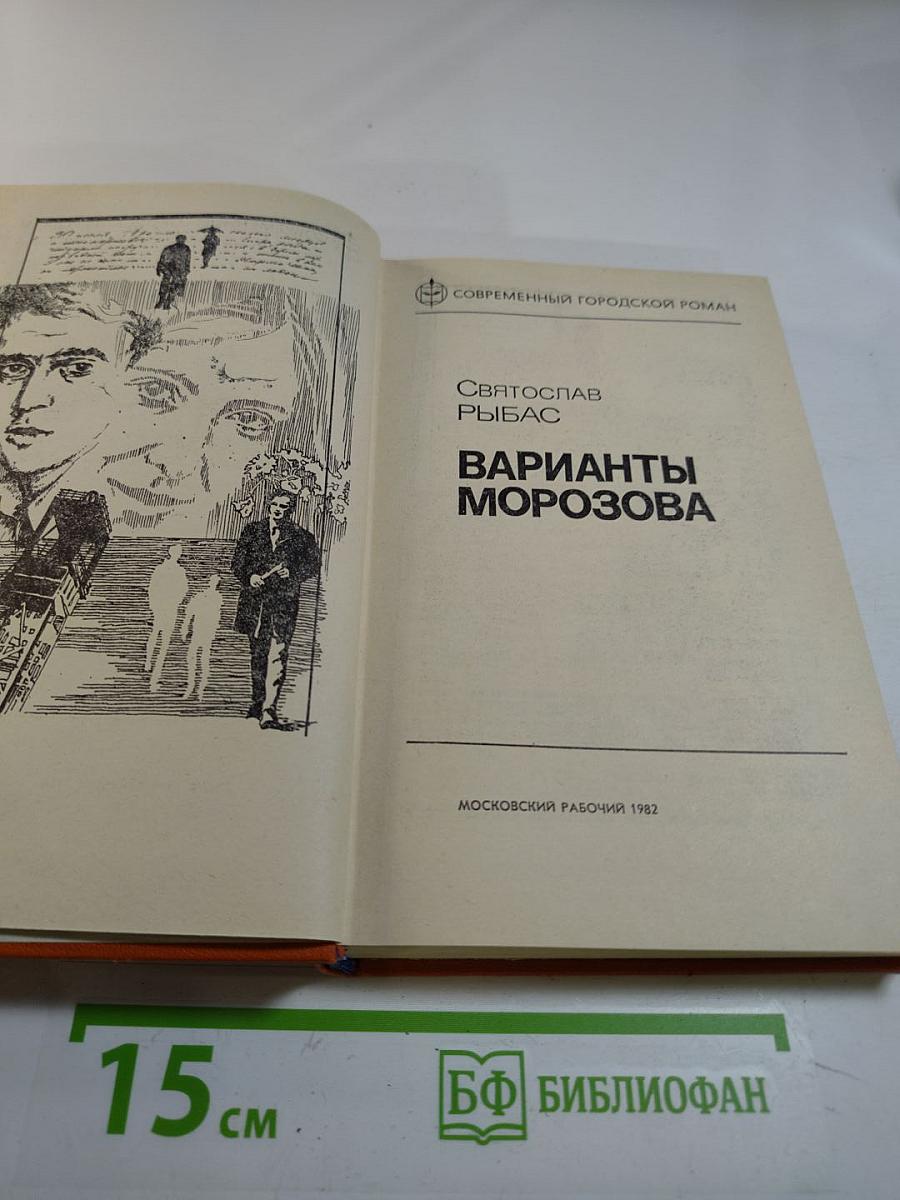 СОВРЕМЕННЫЙ ГОРОДСКОЙ РОМАН
СВЯТОСЛАВ
РЫБАС
ВАРИАНТЫ
МОРОЗОВА
МОСКОВСКИЙ РАБОЧИЙ 1982
15 см
БФ БИБЛИОФАН